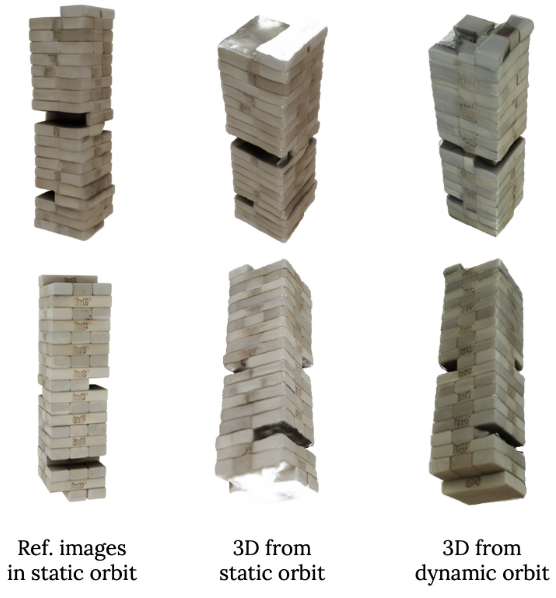 Ref. images
in static orbit
3D from
static orbit
3D from
dynamic orbit